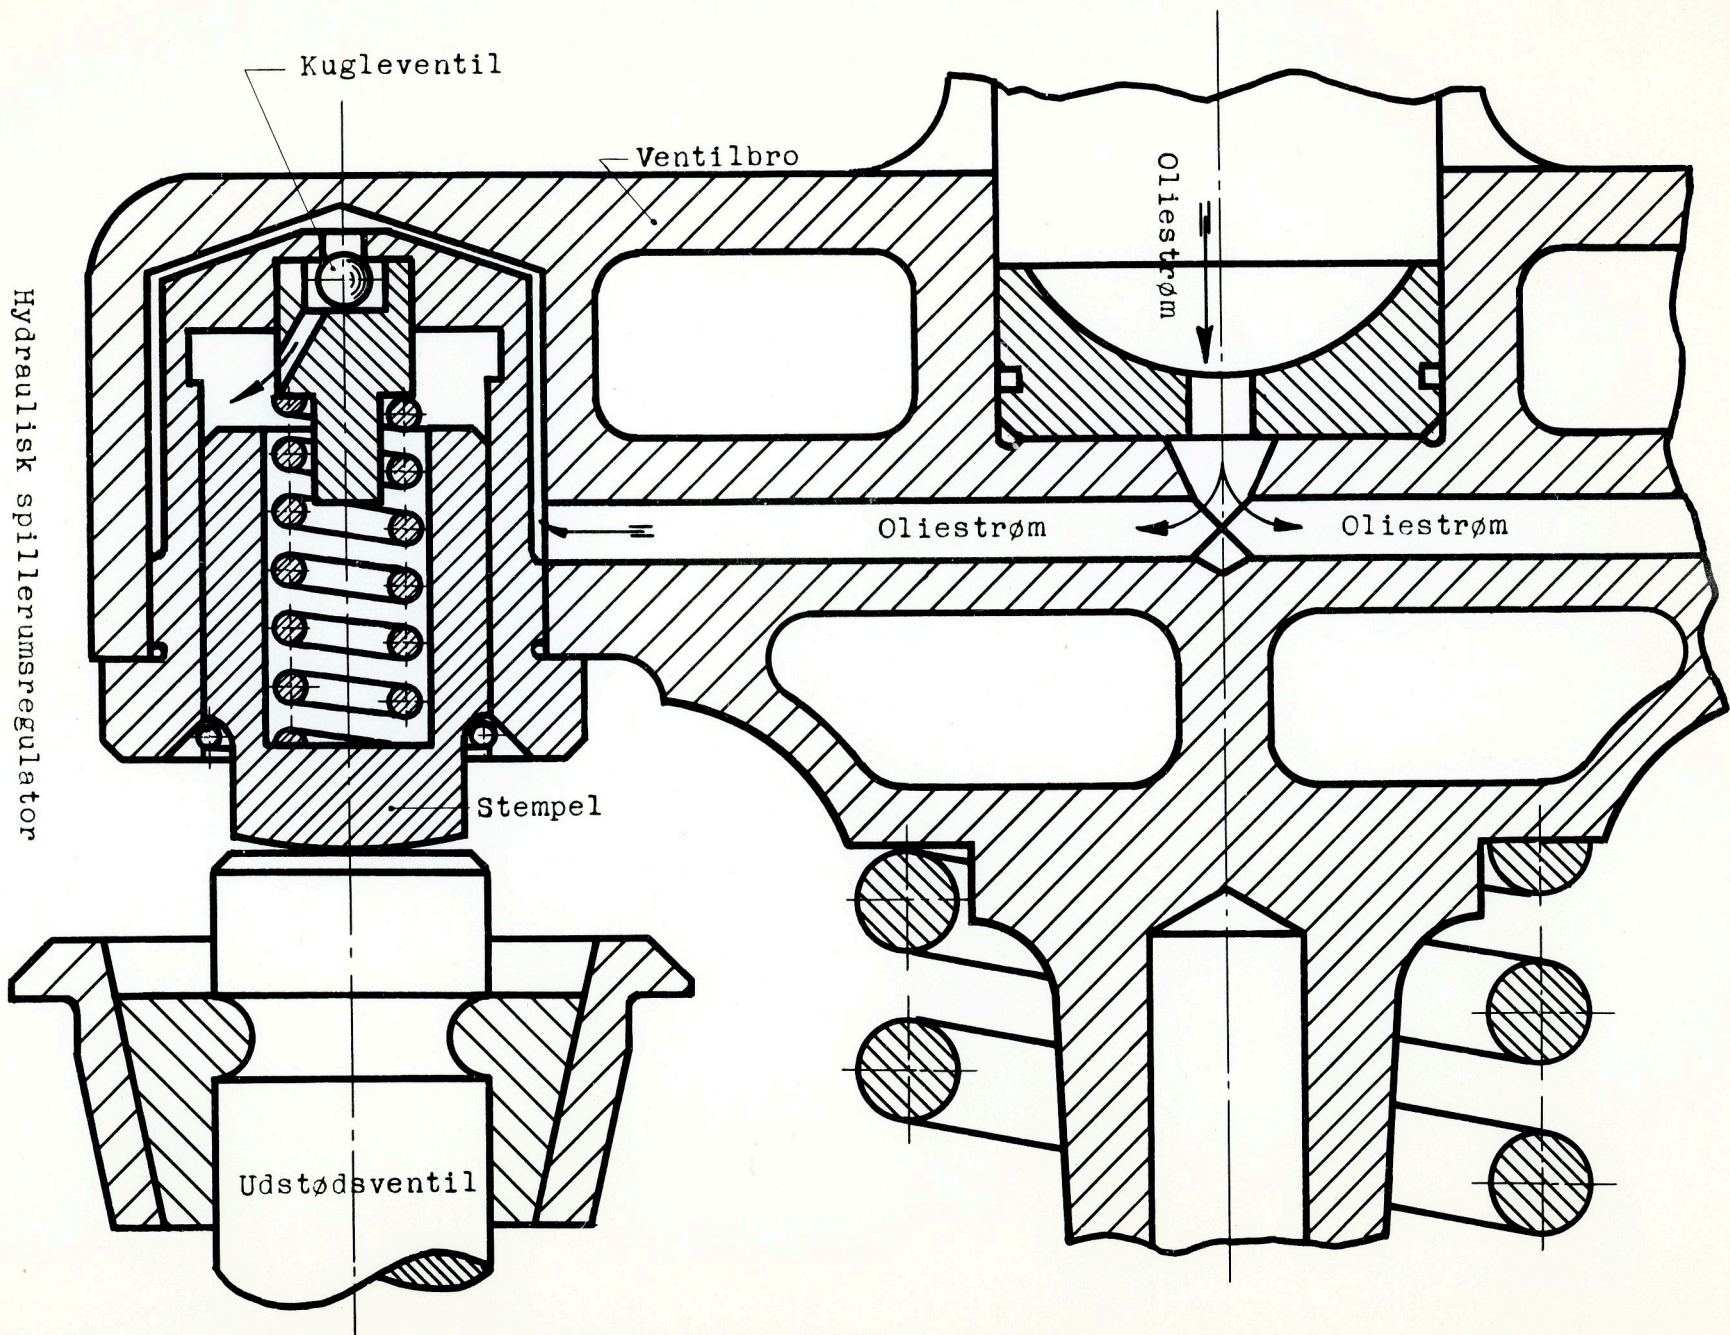 Kugleventil
Ventilbro
Oliestrøm
Oliestrøm
Oliestrøm
Hydraulisk spillerumsregulator
Stempel
Udstødsventil